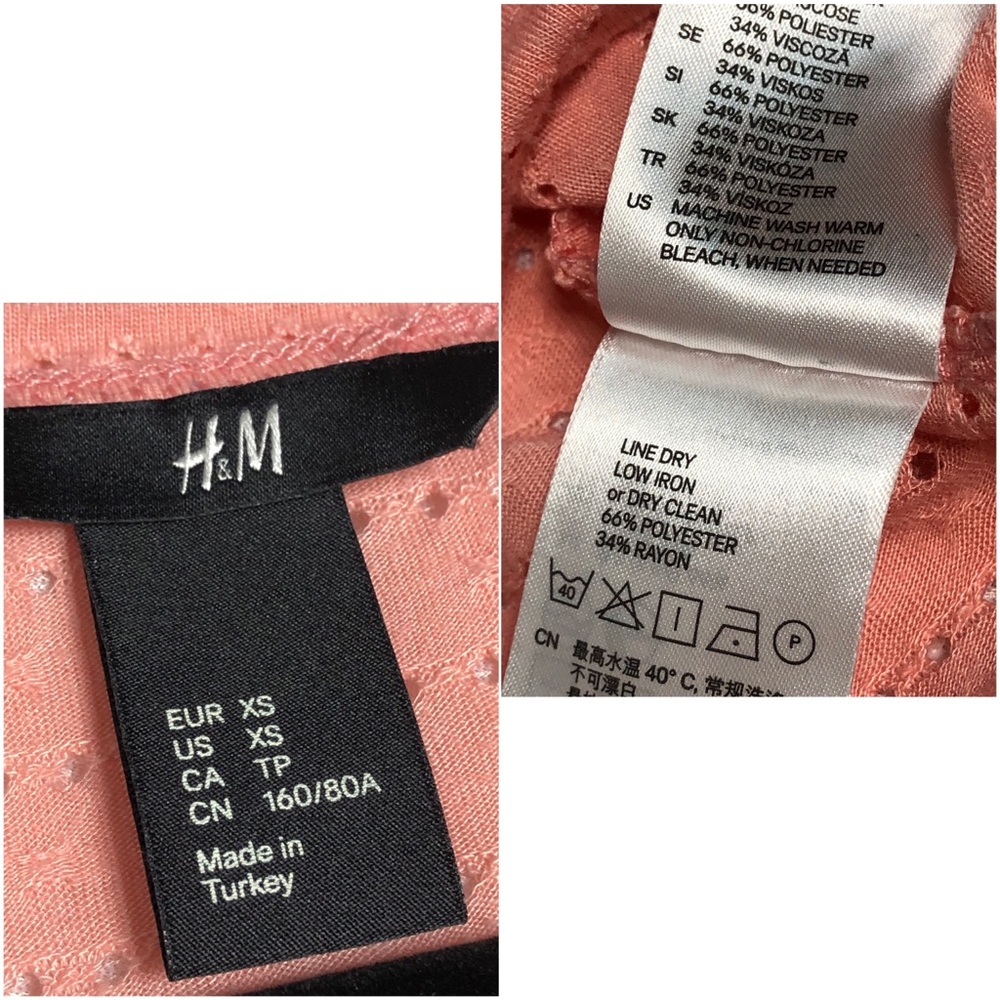 H&M
EUR XS
US XS
CA TP
CN 160/80A
Made in
Turkey
66% POLIESTER
34% VISCOZĂ
SE 66% POLYESTER
34% VISKOS
SI 66% POLYESTER
34% VISKOZA
SK 66% POLYESTER
34% VISKÓZA
TR 66% POLYESTER
34% VISKOZ
US MACHINE WASH WARM
ONLY NON-CHLORINE
BLEACH, WHEN NEEDED
LINE DRY
LOW IRON
or DRY CLEAN
66% POLYESTER
34% RAYON
40
P
CN 最高水温 40° C, 常规洗涤
不可漂白